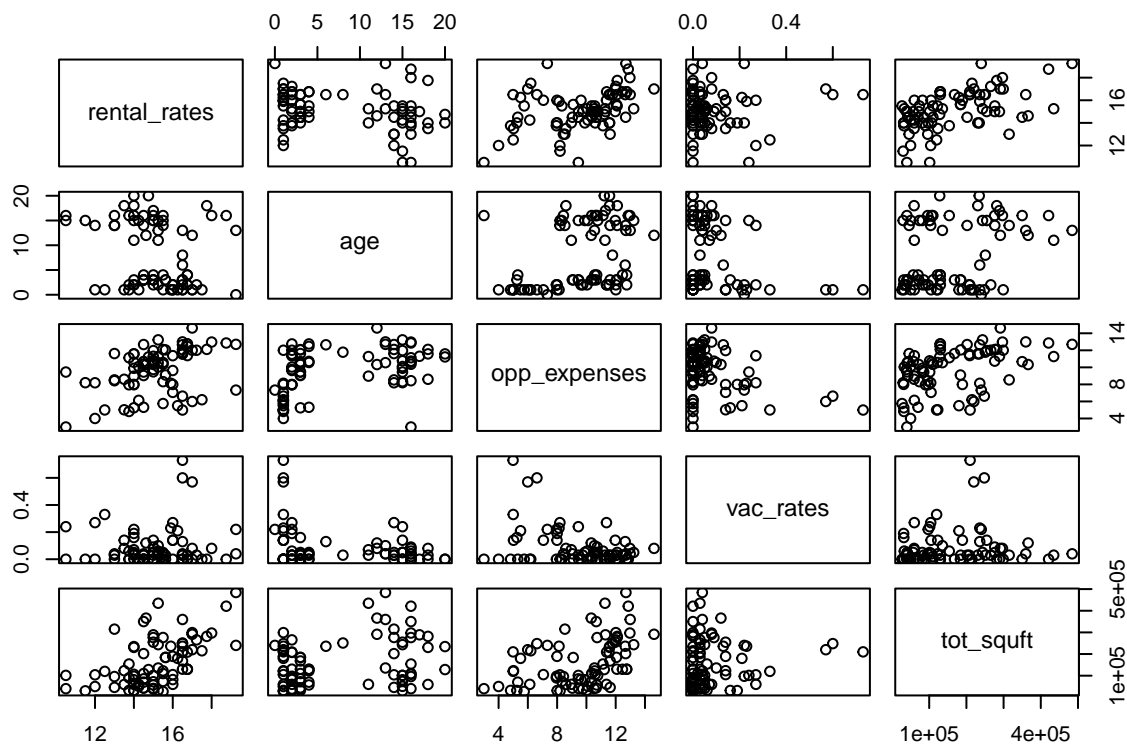 0 5 10 15 20 0.0 0.4
rental_rates 12 16
0 10 20 age
opp_expenses 4 8 14
0.0 0.4 vac_rates
tot_squft 1e+05 5e+05
12 16 4 8 12 1e+05 4e+05